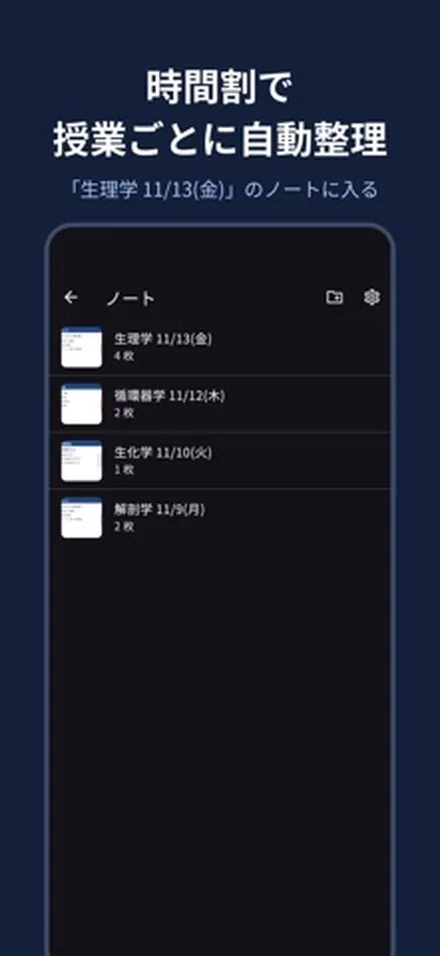 時間割で
授業ごとに自動整理
「生理学 11/13(金)」のノートに入る
ノート
生理学 11/13(金)
4 枚
循環器学 11/12(木)
2 枚
生化学 11/10(火)
1 枚
解剖学 11/9(月)
2 枚